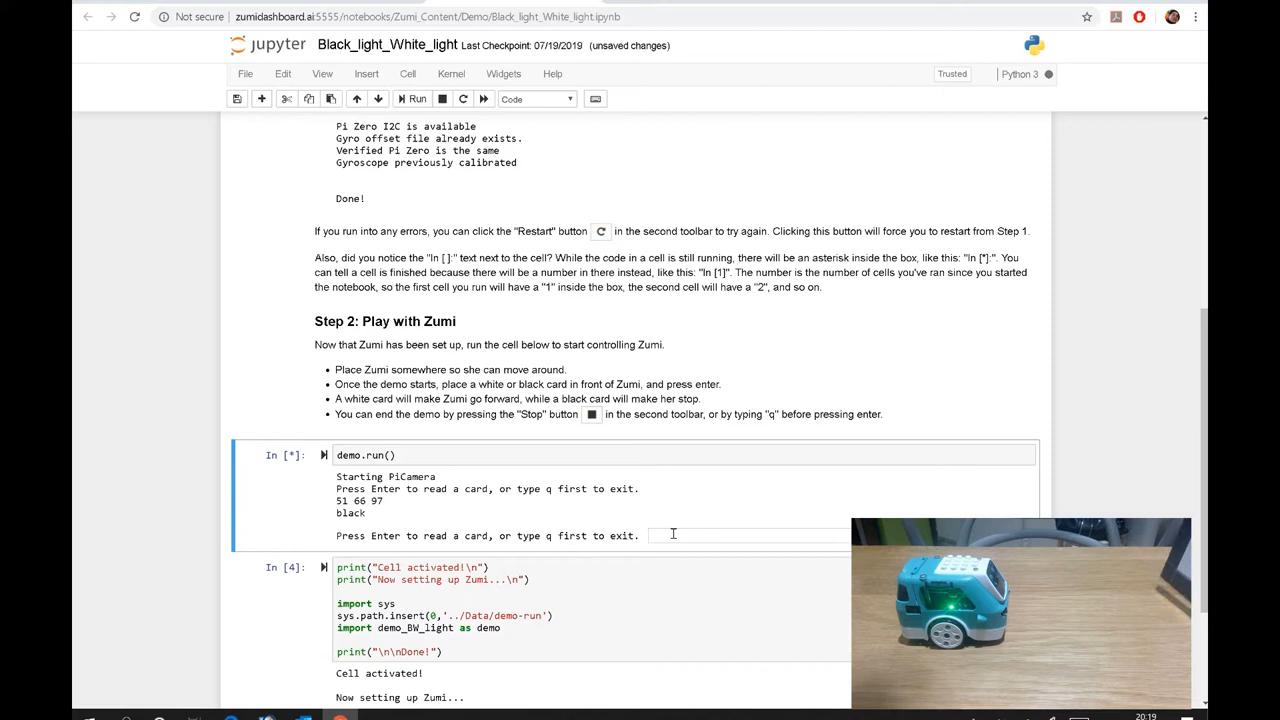 Not secure | zumidashboard.ai:5555/notebooks/Zumi_Content/Demo/Black_light_White_light.ipynb
jupyter Black_light_White_light Last Checkpoint: 07/19/2019 (unsaved changes)
File Edit View Insert Cell Kernel Widgets Help Trusted Python 3
Run Code
Pi Zero I2C is available
Gyro offset file already exists.
Verified Pi Zero is the same
Gyroscope previously calibrated
Done!
If you run into any errors, you can click the "Restart" button in the second toolbar to try again. Clicking this button will force you to restart from Step 1.
Also, did you notice the "In [ ]:" text next to the cell? While the code in a cell is still running, there will be an asterisk inside the box, like this: "In [*]:". You
can tell a cell is finished because there will be a number in there instead, like this: "In [1]". The number is the number of cells you've ran since you started
the notebook, so the first cell you run will have a "1" inside the box, the second cell will have a "2", and so on.
Step 2: Play with Zumi
Now that Zumi has been set up, run the cell below to start controlling Zumi.
• Place Zumi somewhere so she can move around.
• Once the demo starts, place a white or black card in front of Zumi, and press enter.
• A white card will make Zumi go forward, while a black card will make her stop.
• You can end the demo by pressing the "Stop" button in the second toolbar, or by typing "q" before pressing enter.
In [*]: demo.run()
Starting PiCamera
Press Enter to read a card, or type q first to exit.
51 66 97
black
Press Enter to read a card, or type q first to exit.
In [4]: print("Cell activated!\n")
print("Now setting up Zumi...\n")
import sys
sys.path.insert(0,'../Data/demo-run')
import demo_BW_light as demo
print("\n\nDone!")
Cell activated!
Now setting up Zumi...
20:19